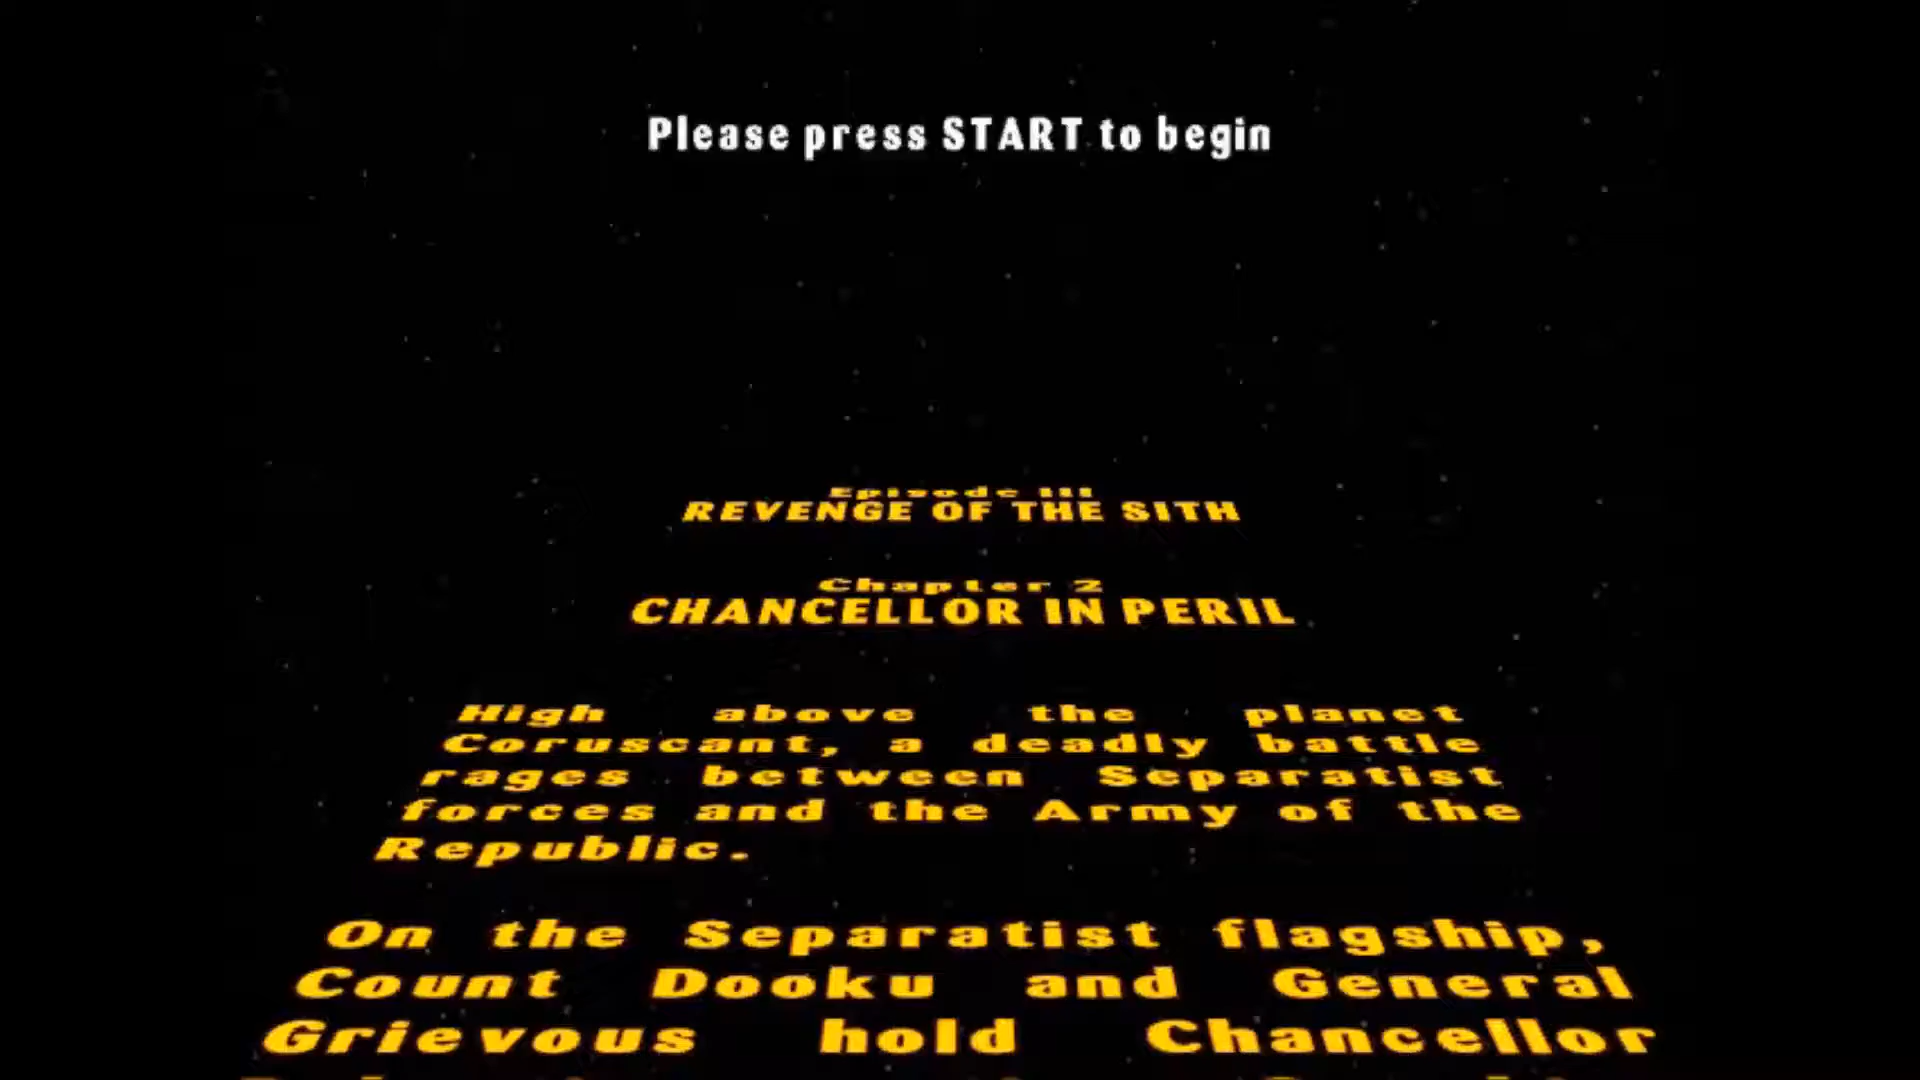 Please press START to begin
Episode III
REVENGE OF THE SITH
Chapter 2
CHANCELLOR IN PERIL
High above the planet
Coruscant, a deadly battle
rages between Separatist
forces and the Army of the
Republic.
On the Separatist flagship,
Count Dooku and General
Grievous hold Chancellor